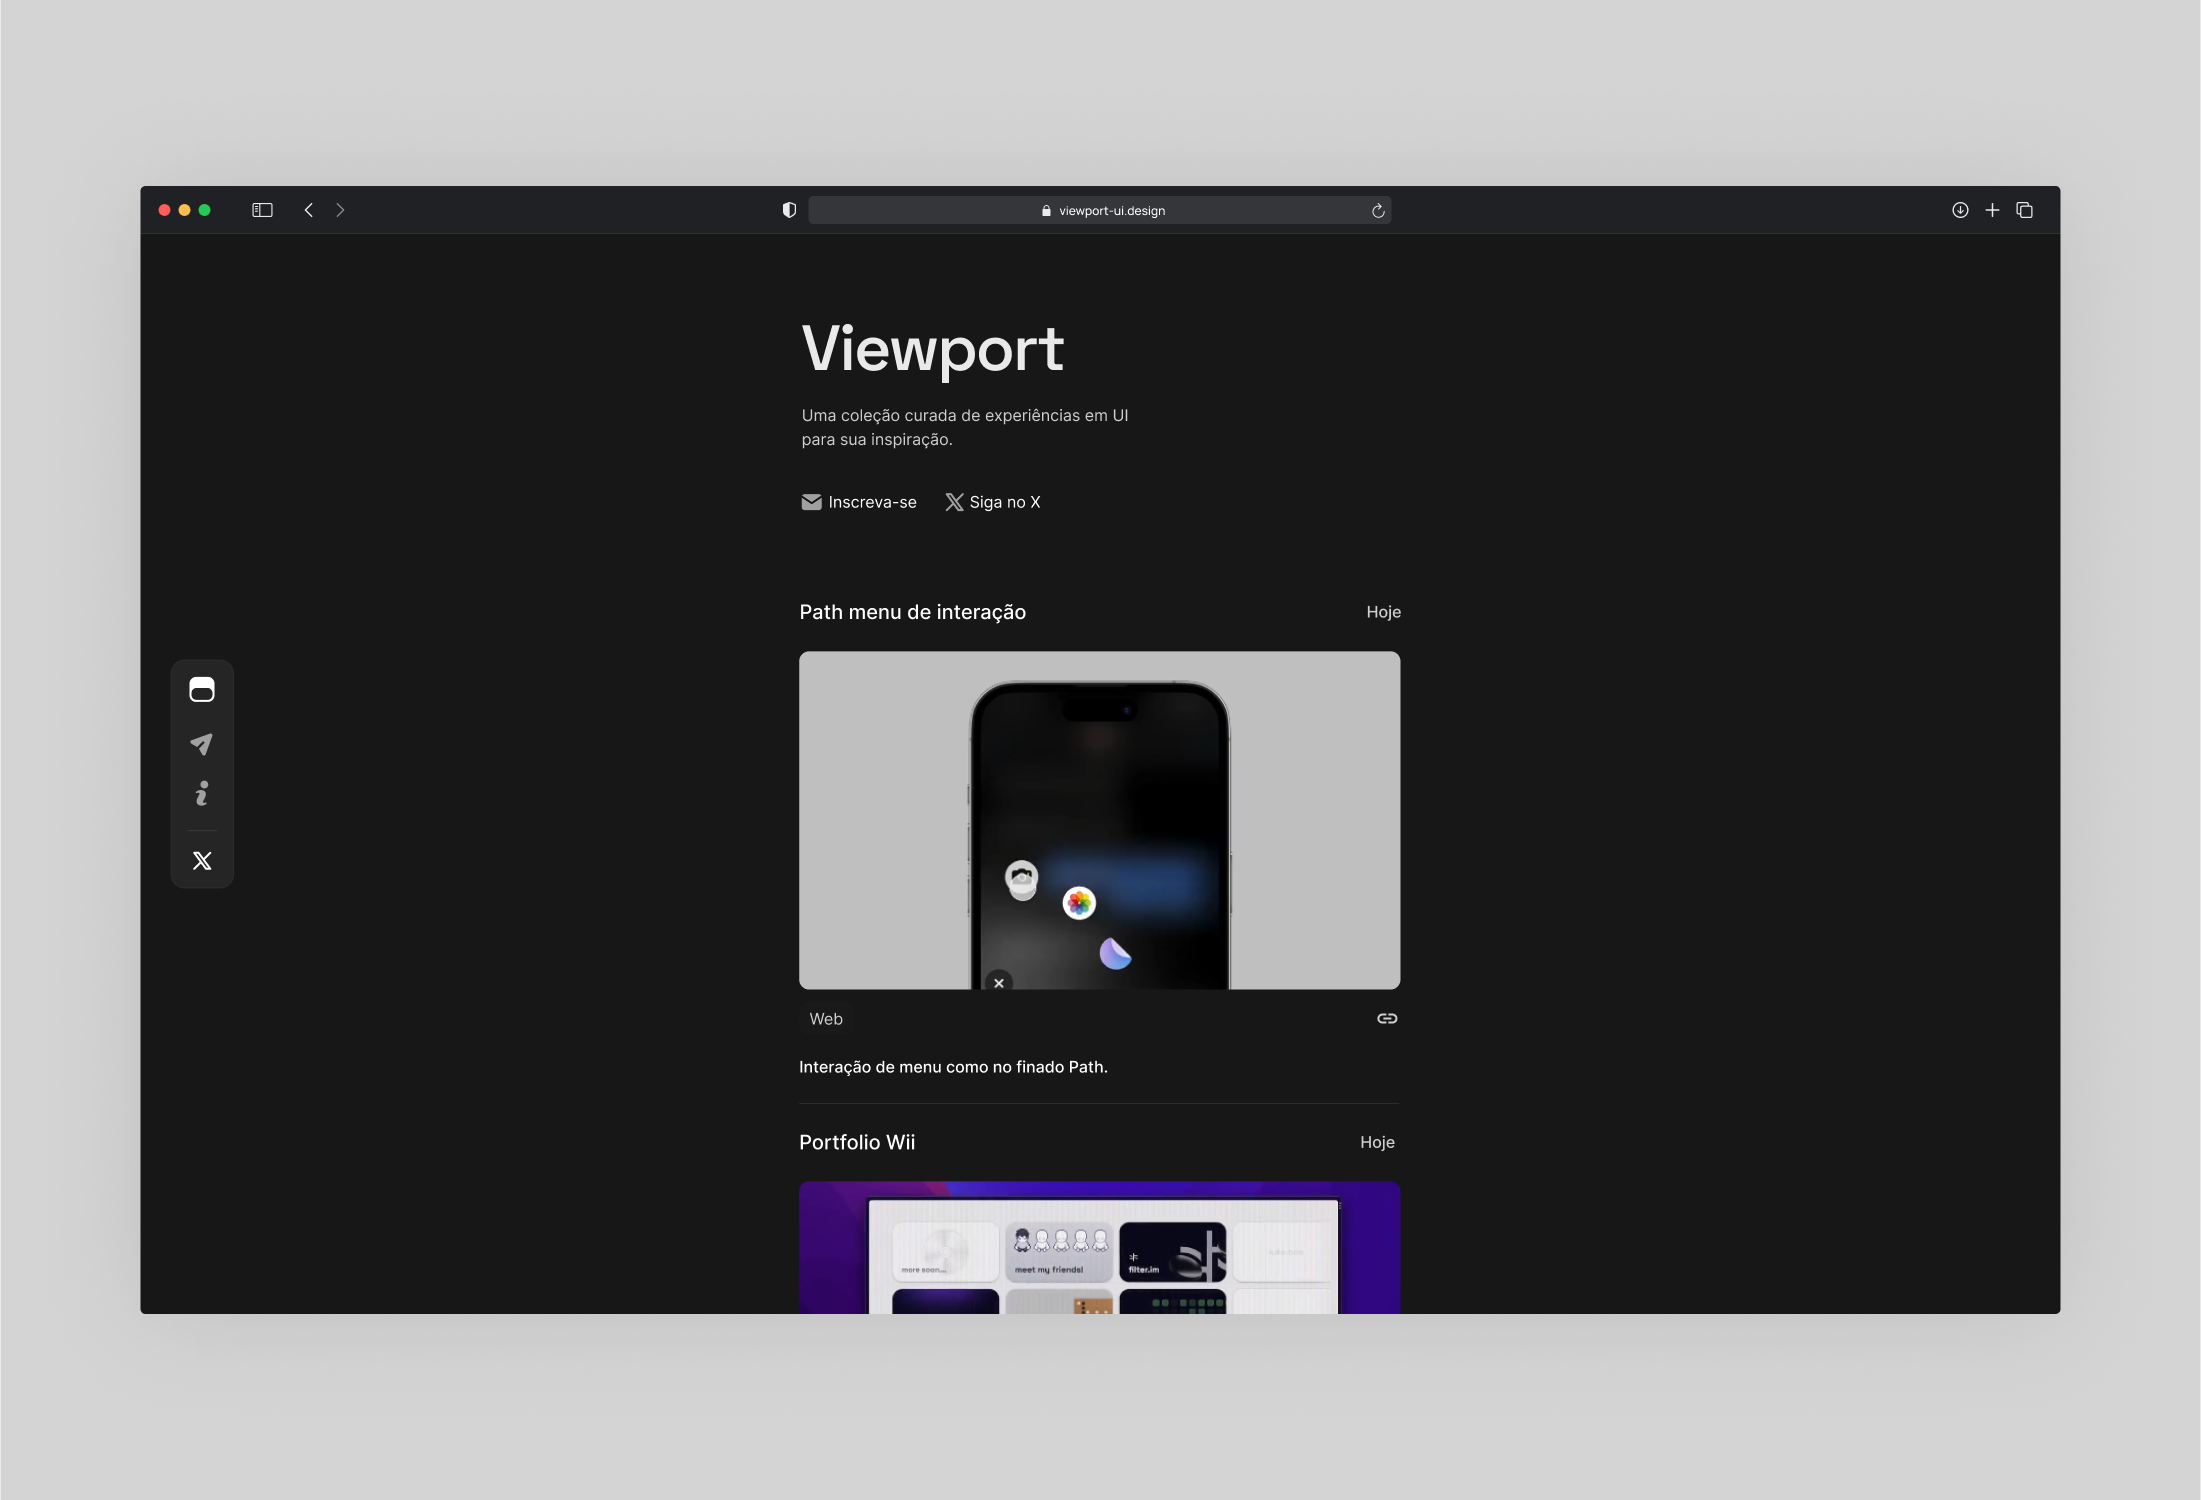 viewport-ui.design
Viewport
Uma coleção curada de experiências em UI
para sua inspiração.
Inscreva-se
Siga no X
Path menu de interação
Hoje
Web
Interação de menu como no finado Path.
Portfolio Wii
Hoje
more soon...
meet my friends!
filter.im